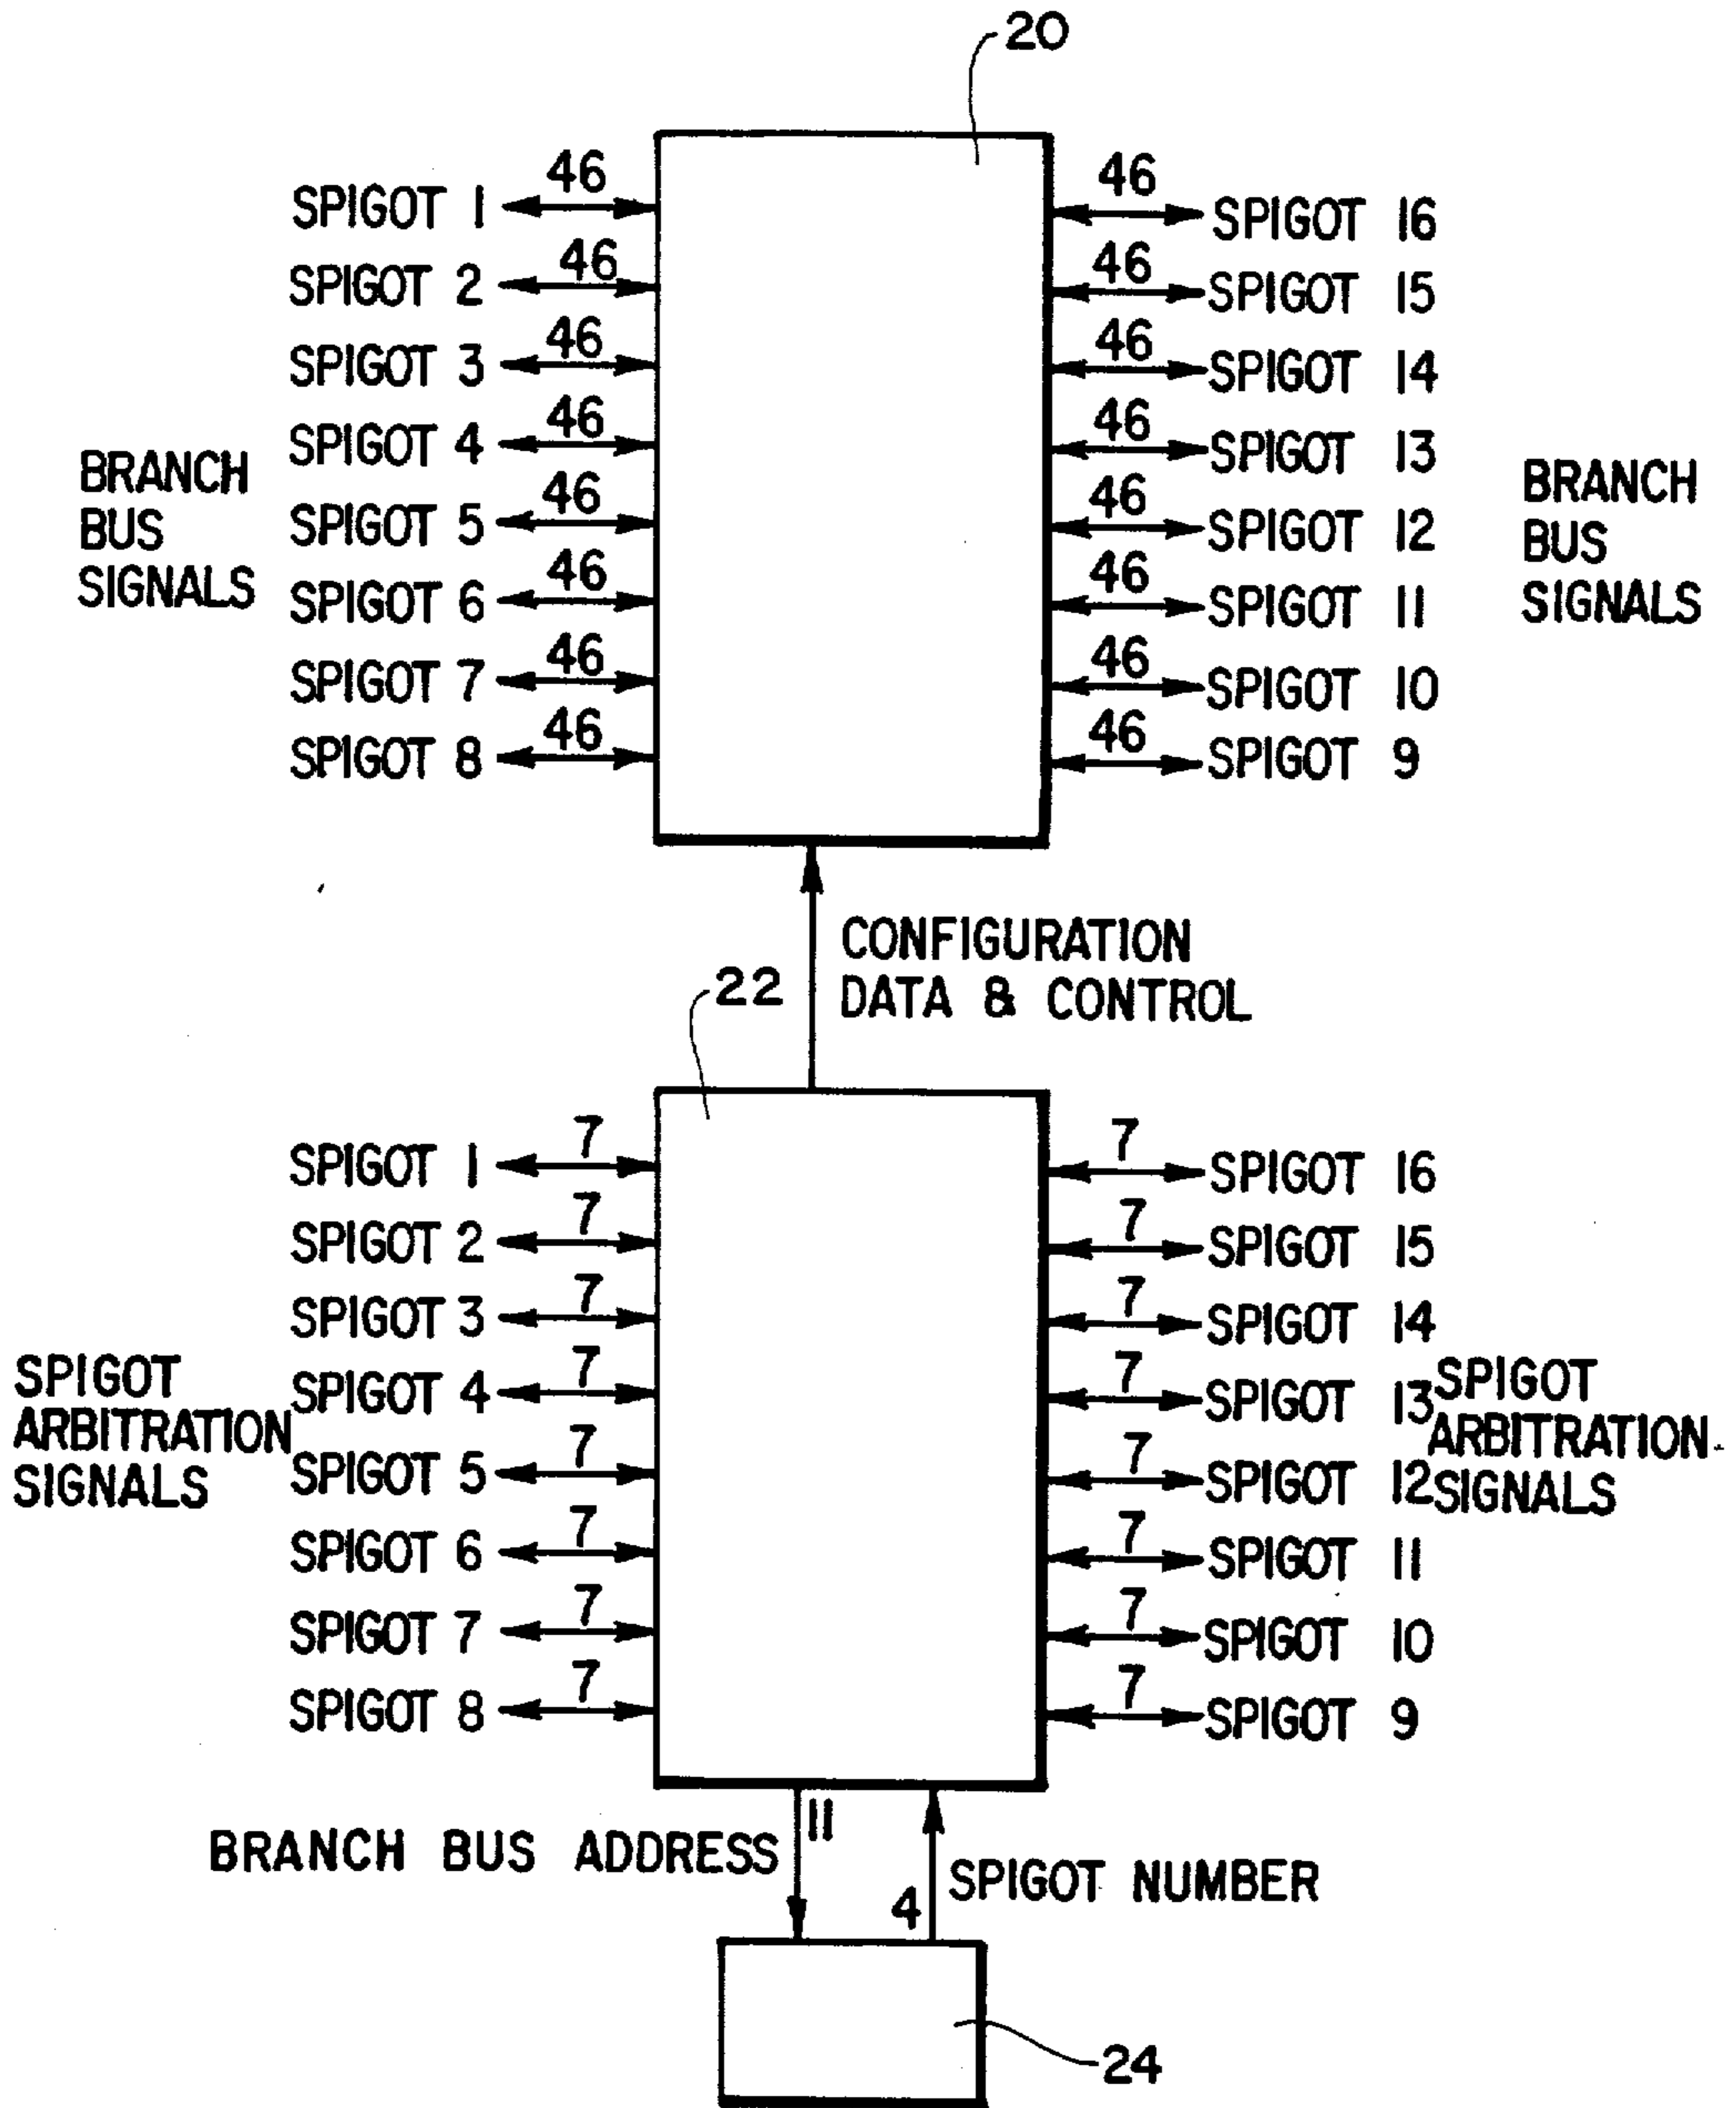 20
46
SPIGOT 1
46
SPIGOT 16
46
SPIGOT 2
46
SPIGOT 15
46
SPIGOT 3
46
SPIGOT 14
46
SPIGOT 4
46
SPIGOT 13
BRANCH
BUS
SIGNALS
BRANCH
BUS
SIGNALS
46
SPIGOT 5
46
SPIGOT 12
46
SPIGOT 6
46
SPIGOT 11
46
SPIGOT 7
46
SPIGOT 10
46
SPIGOT 8
46
SPIGOT 9
CONFIGURATION
DATA & CONTROL
22
7
SPIGOT 1
7
SPIGOT 16
7
SPIGOT 2
7
SPIGOT 15
7
SPIGOT 3
7
SPIGOT 14
7
SPIGOT 4
7
SPIGOT 13
SPIGOT
ARBITRATION
SIGNALS
SPIGOT
ARBITRATION
SIGNALS
7
SPIGOT 5
7
SPIGOT 12
7
SPIGOT 6
7
SPIGOT 11
7
SPIGOT 7
7
SPIGOT 10
7
SPIGOT 8
7
SPIGOT 9
11
BRANCH BUS ADDRESS
4
SPIGOT NUMBER
24